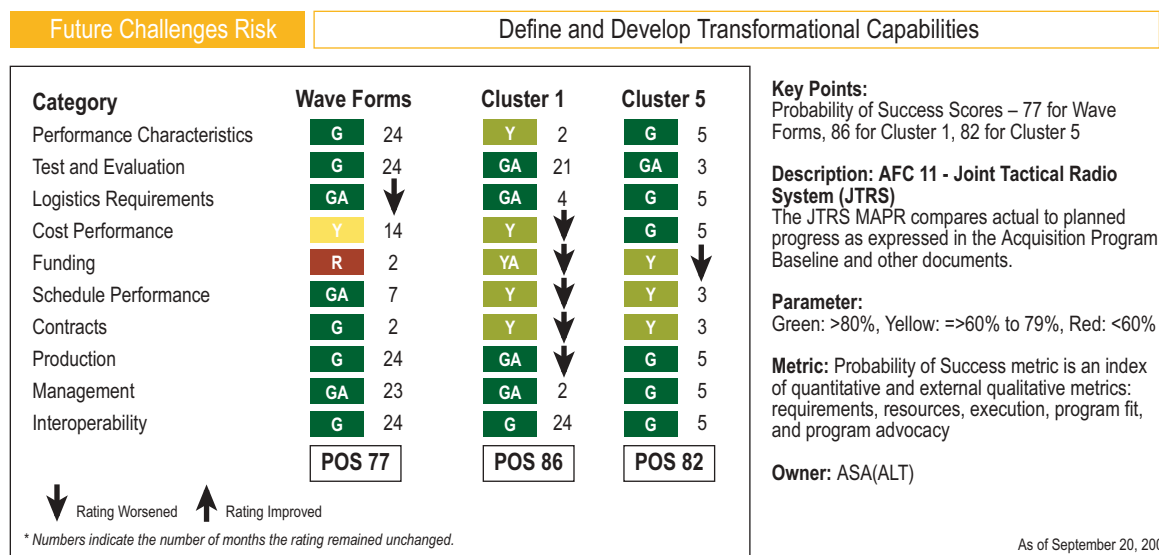 Future Challenges Risk
Define and Develop Transformational Capabilities
Category Wave Forms Cluster 1 Cluster 5
Performance Characteristics G 24 Y 2 G 5
Test and Evaluation G 24 GA 21 GA 3
Logistics Requirements GA GA 4 G 5
Cost Performance Y 14 Y G 5
Funding R 2 YA Y
Schedule Performance GA 7 Y Y 3
Contracts G 2 Y Y 3
Production G 24 GA G 5
Management GA 23 GA 2 G 5
Interoperability G 24 G 24 G 5
POS 77 POS 86 POS 82
Rating Worsened Rating Improved
* Numbers indicate the number of months the rating remained unchanged.
Key Points:
Probability of Success Scores – 77 for Wave
Forms, 86 for Cluster 1, 82 for Cluster 5
Description: AFC 11 - Joint Tactical Radio
System (JTRS)
The JTRS MAPR compares actual to planned
progress as expressed in the Acquisition Program
Baseline and other documents.
Parameter:
Green: >80%, Yellow: =>60% to 79%, Red: <60%
Metric: Probability of Success metric is an index
of quantitative and external qualitative metrics:
requirements, resources, execution, program fit,
and program advocacy
Owner: ASA(ALT)
As of September 20,